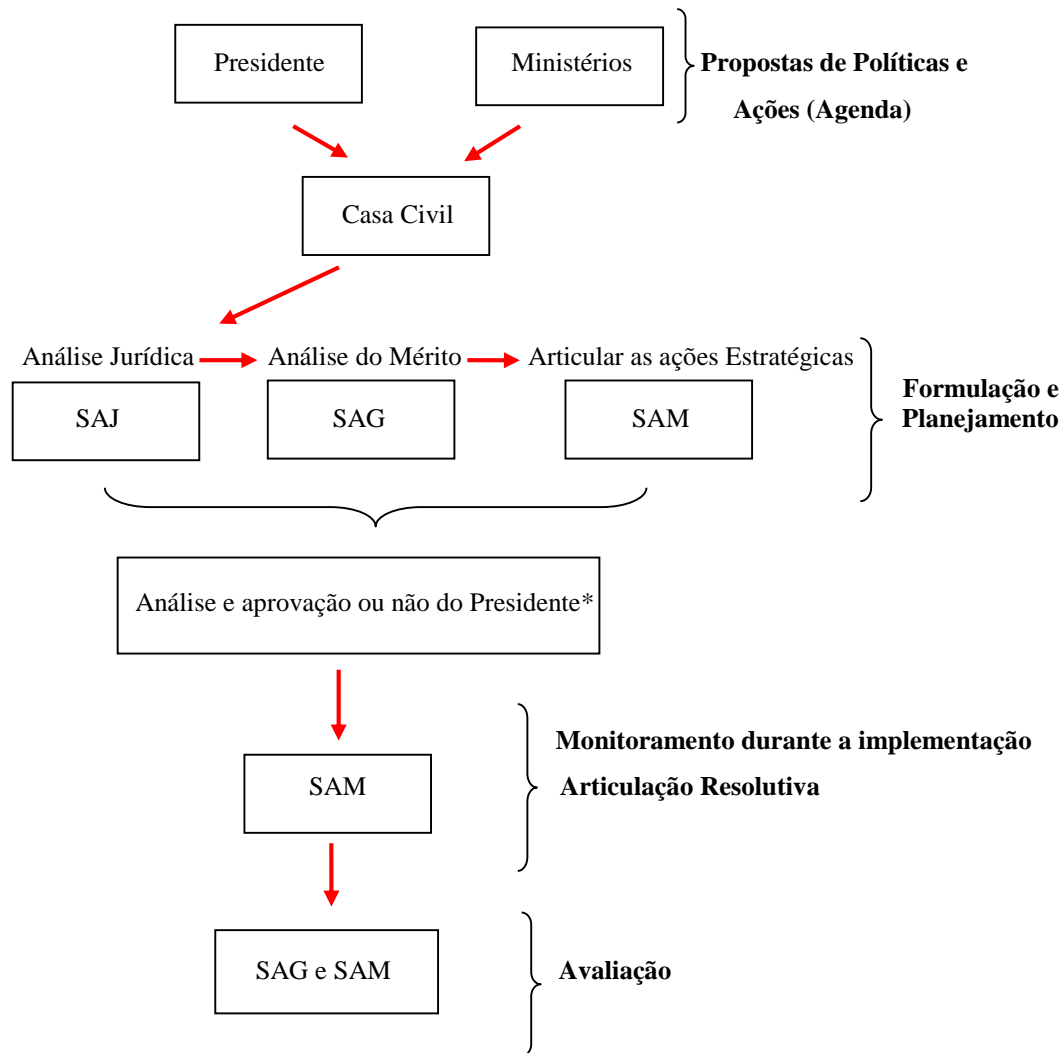 Presidente
Ministérios
Propostas de Políticas e
Ações (Agenda)
Casa Civil
Análise Jurídica
Análise do Mérito
Articular as ações Estratégicas
SAJ
SAG
SAM
Formulação e
Planejamento
Análise e aprovação ou não do Presidente*
SAM
Monitoramento durante a implementação
Articulação Resolutiva
SAG e SAM
Avaliação